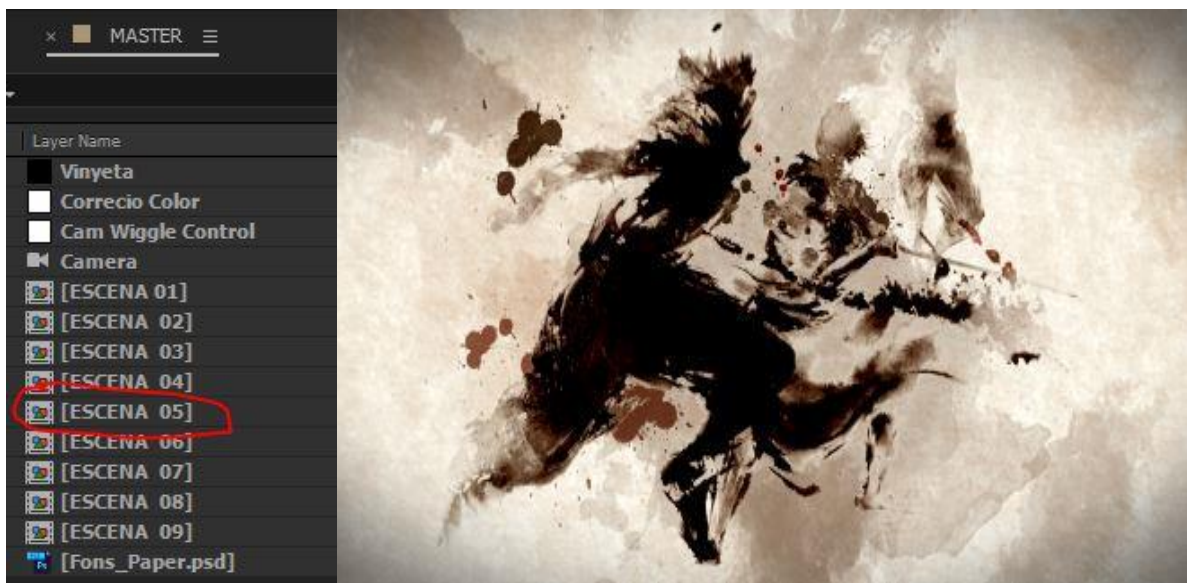 MASTER
Layer Name
Vinyeta
Correcio Color
Cam Wiggle Control
Camera
[ESCENA 01]
[ESCENA 02]
[ESCENA 03]
[ESCENA 04]
[ESCENA 05]
[ESCENA 06]
[ESCENA 07]
[ESCENA 08]
[ESCENA 09]
[Fons_Paper.psd]